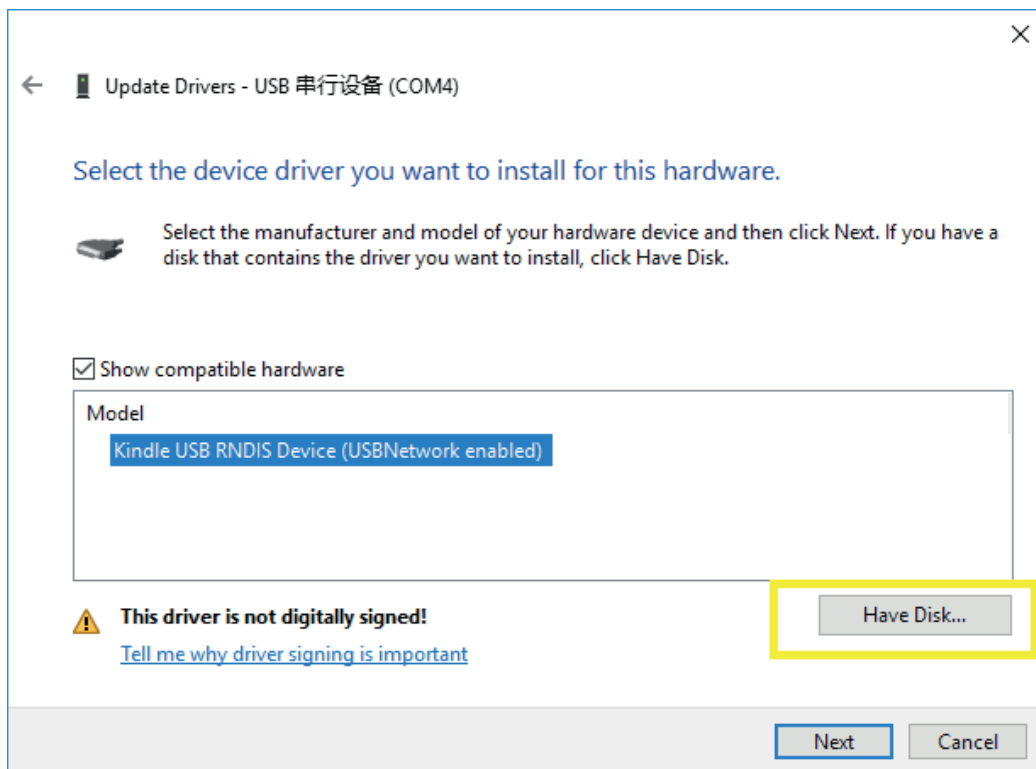 Update Drivers - USB 串行设备 (COM4)
Select the device driver you want to install for this hardware.
Select the manufacturer and model of your hardware device and then click Next. If you have a
disk that contains the driver you want to install, click Have Disk.
Show compatible hardware
Model
Kindle USB RNDIS Device (USBNetwork enabled)
This driver is not digitally signed!
Have Disk...
Tell me why driver signing is important
Next
Cancel